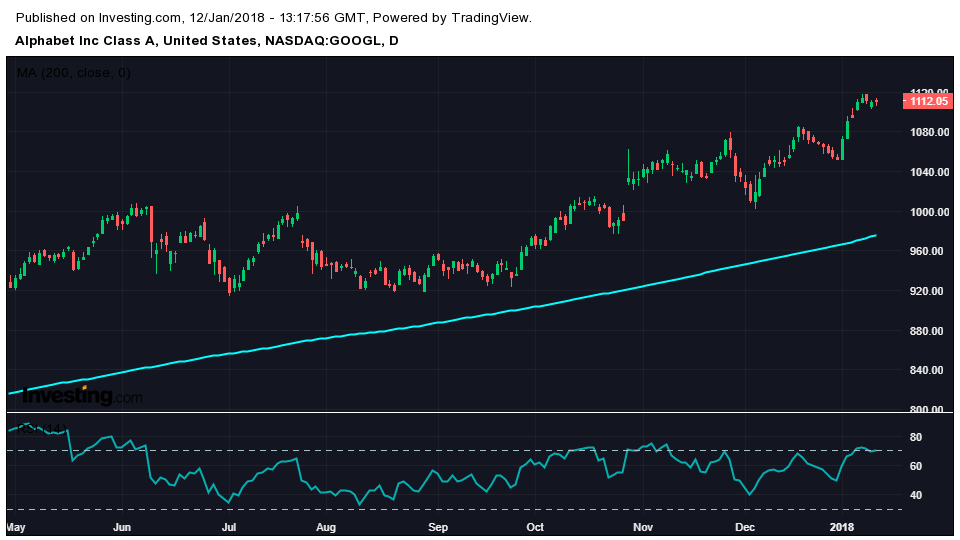 Published on Investing.com, 12/Jan/2018 - 13:17:56 GMT, Powered by TradingView.
Alphabet Inc Class A, United States, NASDAQ:GOOGL, D
MA (200, close, 0)
1120.00
1112.05
1080.00
1040.00
1000.00
960.00
920.00
880.00
840.00
Investing.com
800.00
RSI (14)
80
60
40
May Jun Jul Aug Sep Oct Nov Dec 2018